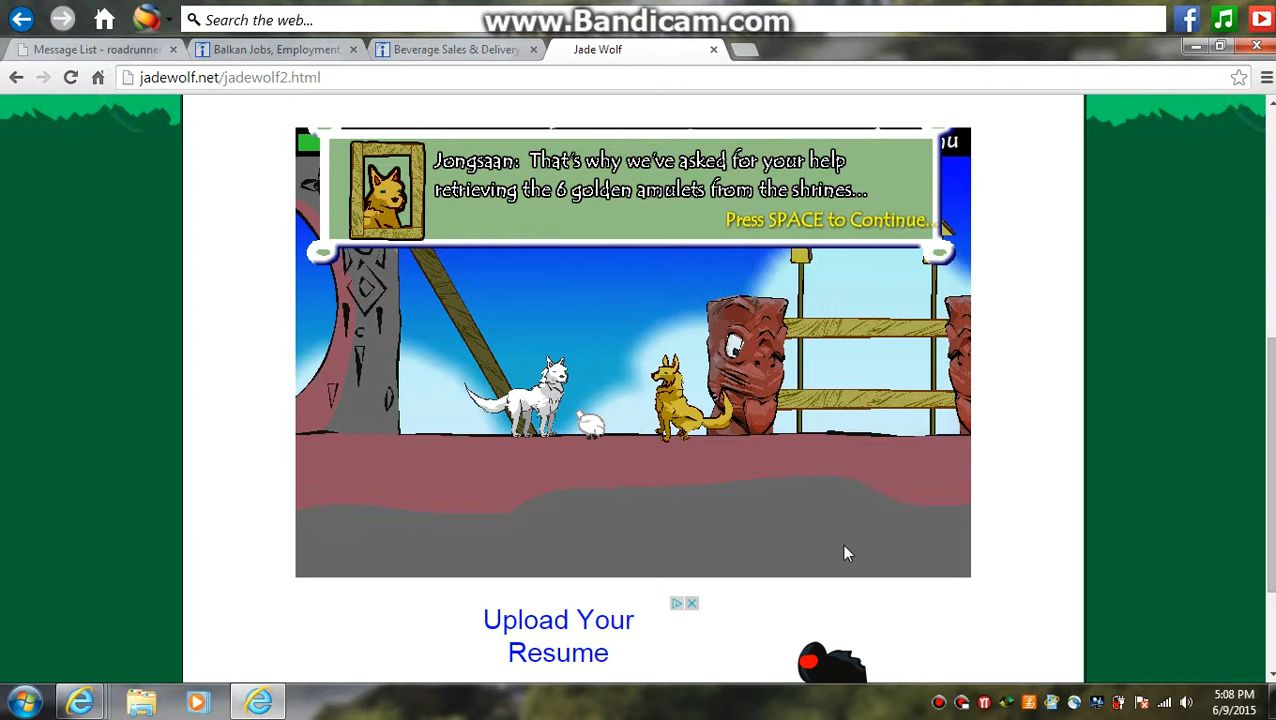 www.Bandicam.com
Search the web...
Message List - roadrunne
Balkan Jobs, Employment
Beverage Sales & Delivery
Jade Wolf
jadewolf.net/jadewolf2.html
nu
Jongsaan: That's why we've asked for your help
retrieving the 6 golden amulets from the shrines...
Press SPACE to Continue...
Upload Your
Resume
5:08 PM
6/9/2015